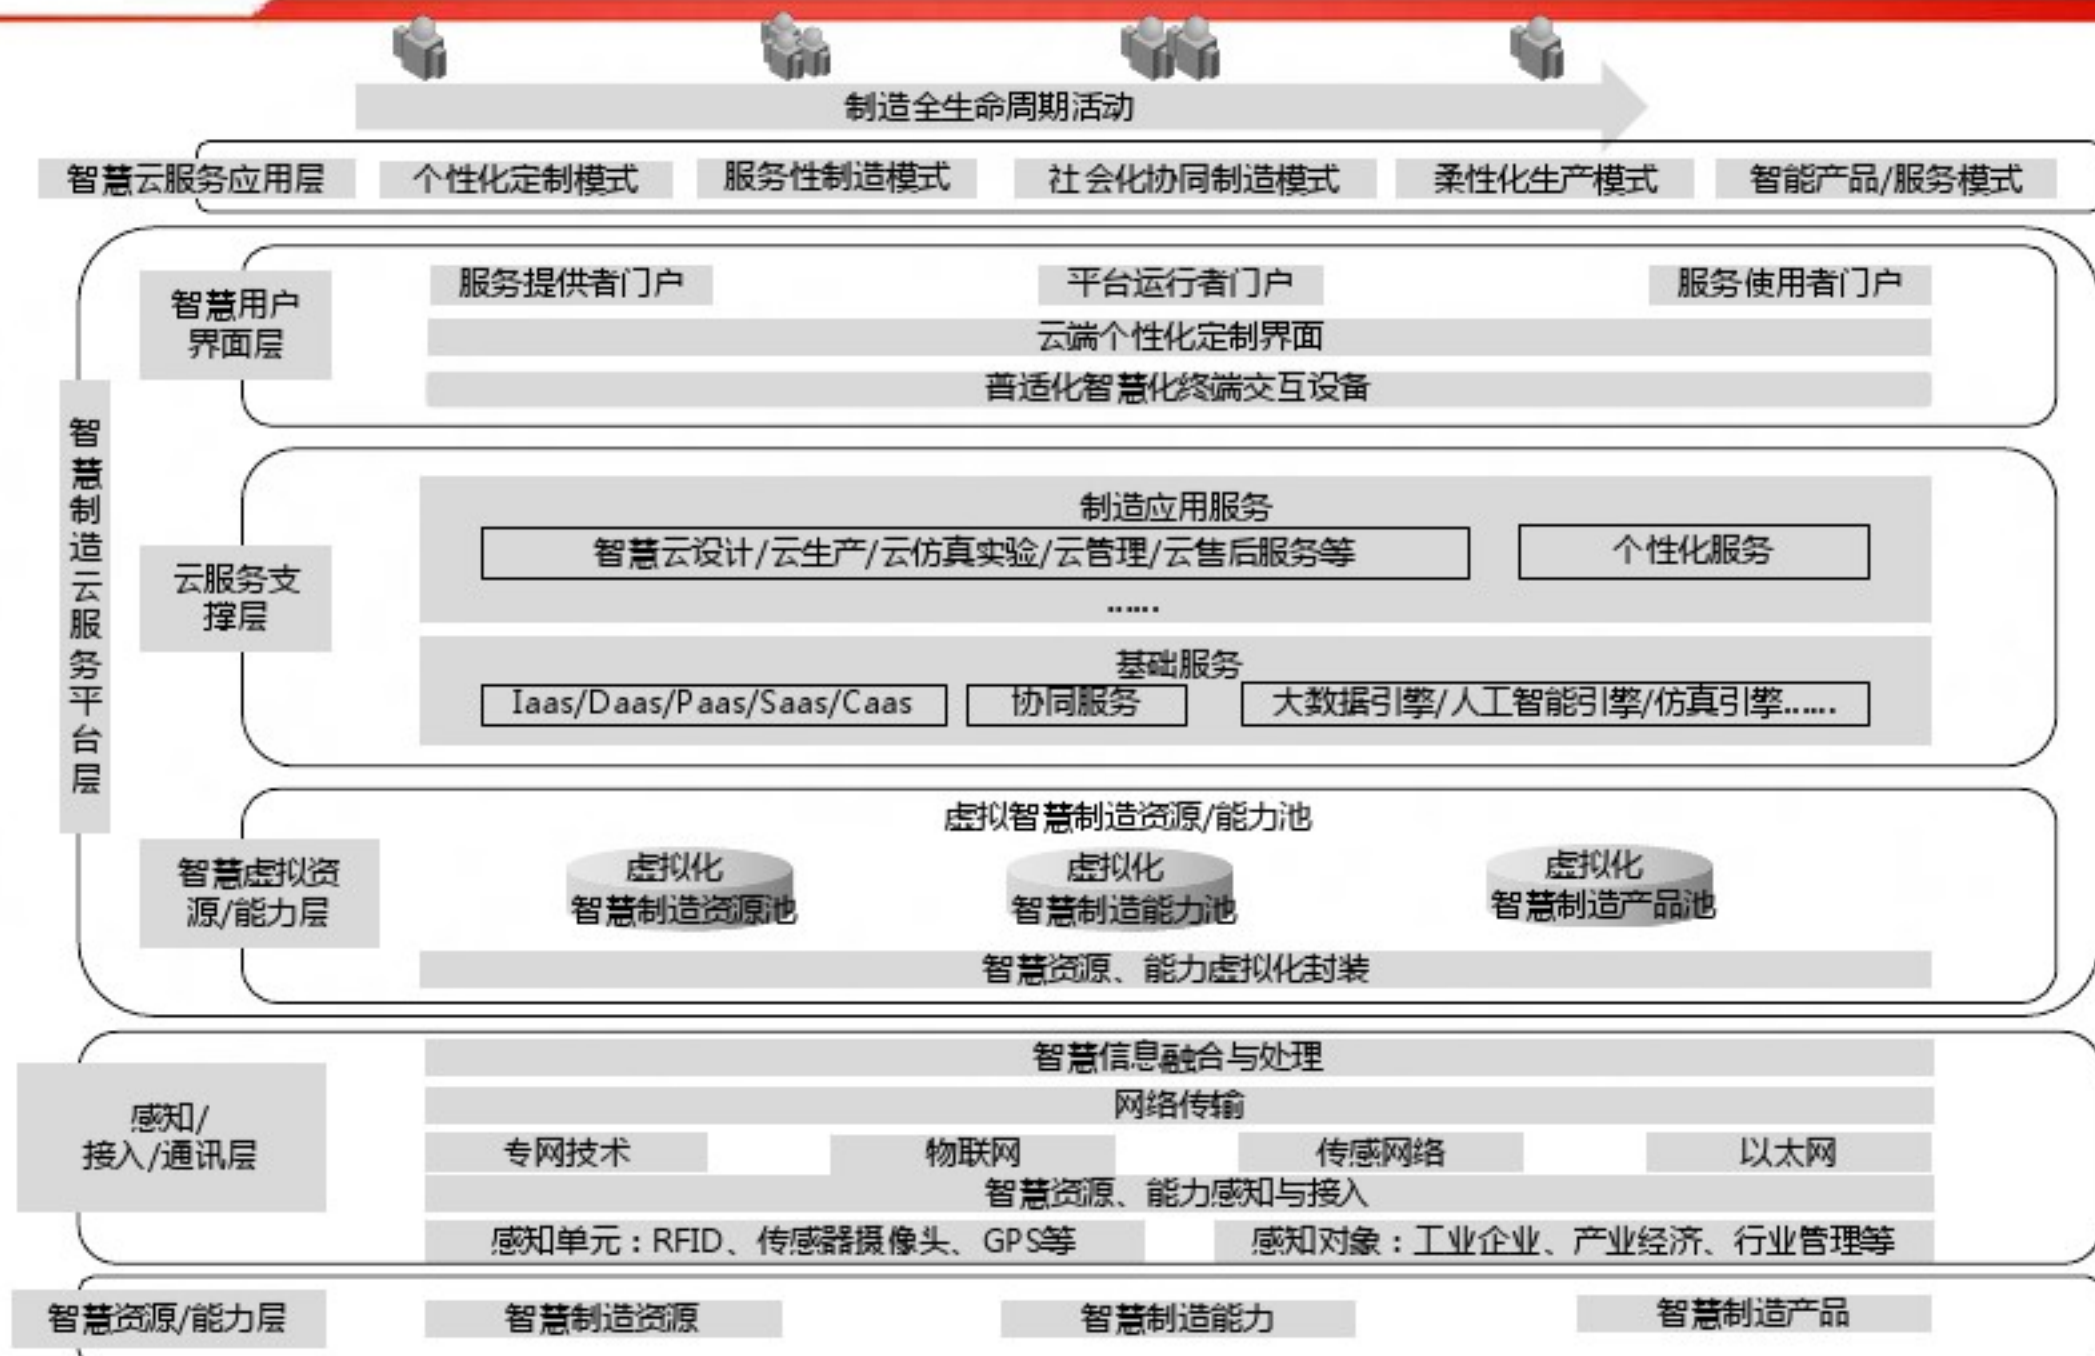 制造全生命周期活动
智慧云服务应用层
个性化定制模式
服务性制造模式
社会化协同制造模式
柔性化生产模式
智能产品/服务模式
智慧制造云服务平台层
智慧用户
界面层
服务提供者门户
平台运行者门户
服务使用者门户
云端个性化定制界面
普适化智慧化终端交互设备
云服务支
撑层
制造应用服务
智慧云设计/云生产/云仿真实验/云管理/云售后服务等
个性化服务
······
基础服务
Iaas/Daas/Paas/Saas/Caas
协同服务
大数据引擎/人工智能引擎/仿真引擎······
智慧虚拟资
源/能力层
虚拟智慧制造资源/能力池
虚拟化
智慧制造资源池
虚拟化
智慧制造能力池
虚拟化
智慧制造产品池
智慧资源、能力虚拟化封装
感知/
接入/通讯层
智慧信息融合与处理
网络传输
专网技术
物联网
传感网络
以太网
智慧资源、能力感知与接入
感知单元：RFID、传感器摄像头、GPS等
感知对象：工业企业、产业经济、行业管理等
智慧资源/能力层
智慧制造资源
智慧制造能力
智慧制造产品